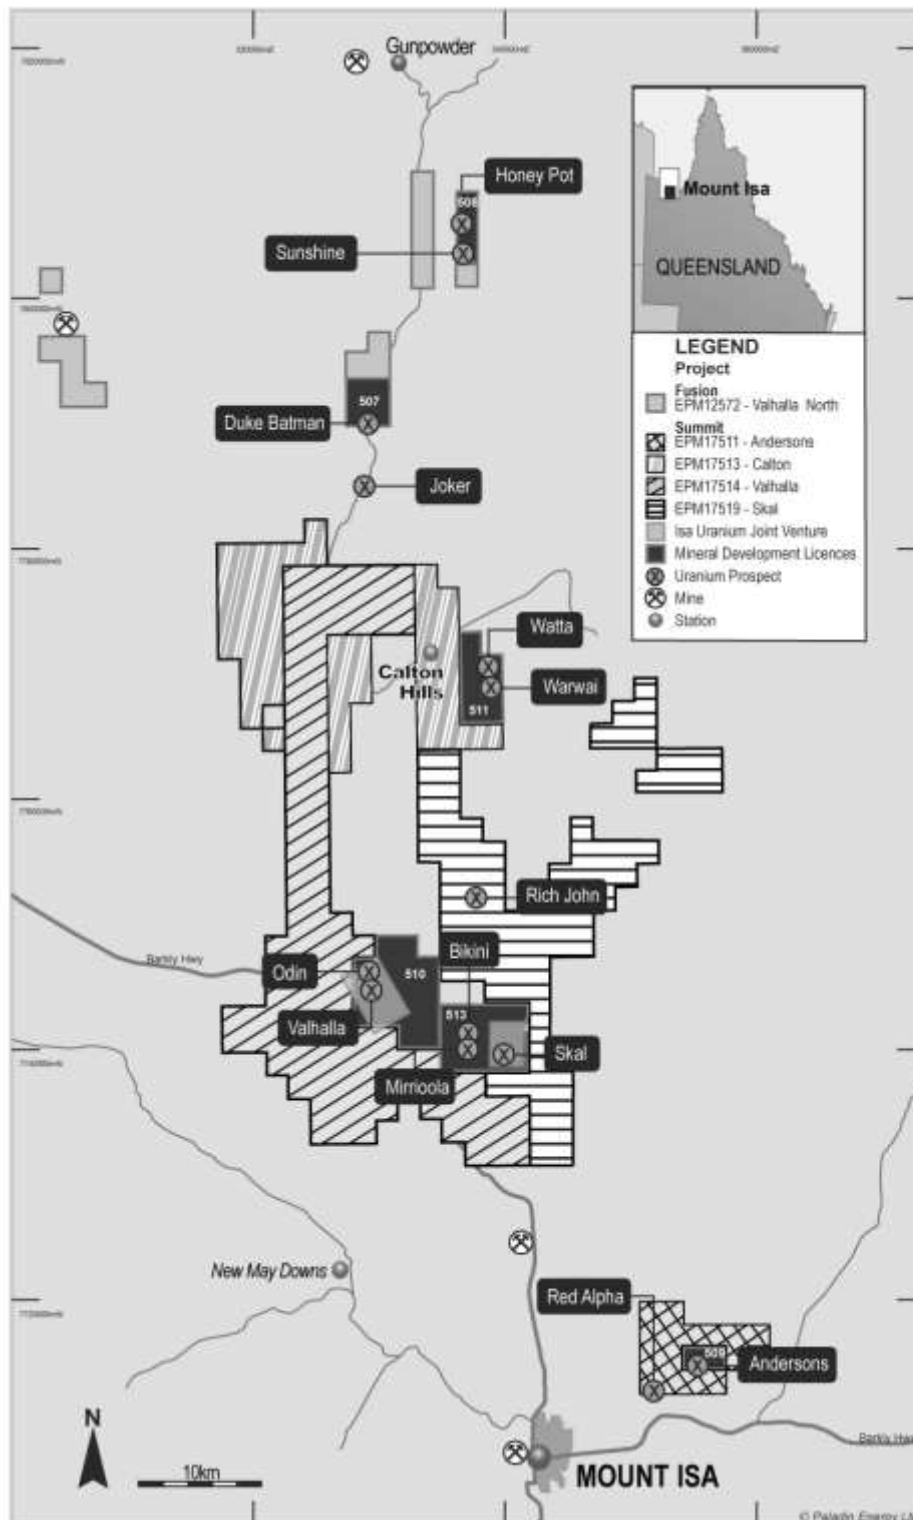 Gunpowder
Honey Pot
508
Sunshine
Mount Isa
QUEENSLAND
LEGEND
Project
Fusion
EPM12572 - Valhalla North
Summit
EPM17511 - Andersons
EPM17513 - Calton
EPM17514 - Valhalla
EPM17519 - Skal
Isa Uranium Joint Venture
Mineral Development Licences
Uranium Prospect
Mine
Station
507
Duke Batman
Joker
Watta
Calton
Hills
Warwai
511
Rich John
Bikini
Barkly Hwy
Odin
510
513
Valhalla
Skal
Mirrioola
New May Downs
Red Alpha
509
Andersons
N
10km
MOUNT ISA
Barkly Hwy
© Paladin Energy Lt